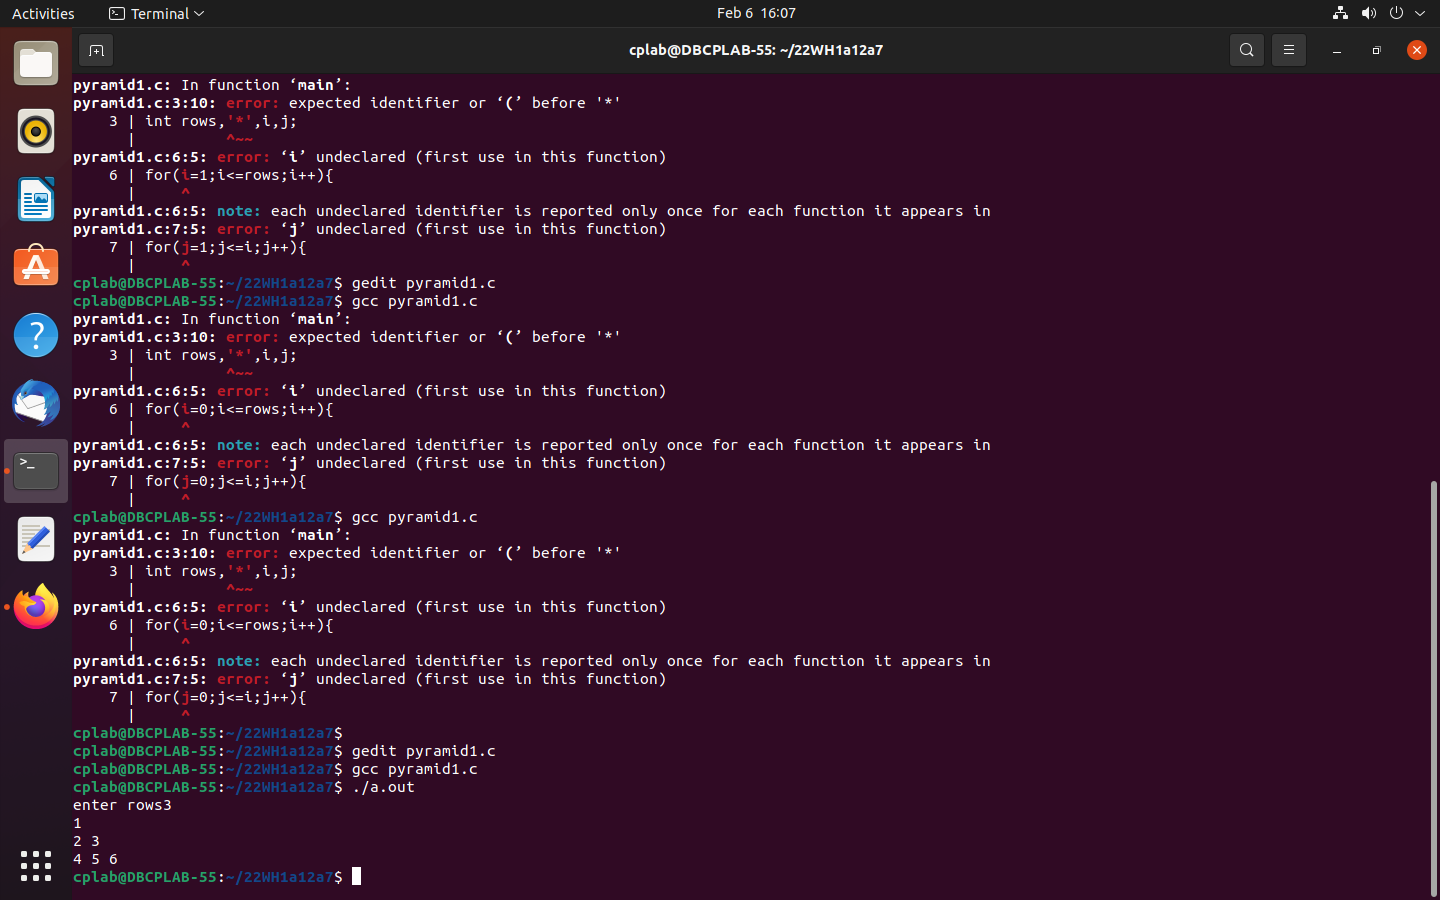 Activities
Terminal
Feb 6 16:07
cplab@DBCPLAB-55: ~/22WH1a12a7
pyramid1.c: In function ‘main’:
pyramid1.c:3:10: error: expected identifier or ‘(’ before '*'
3 | int rows,'*',i,j;
| ^~~
pyramid1.c:6:5: error: ‘i’ undeclared (first use in this function)
6 | for(i=1;i<=rows;i++){
| ^
pyramid1.c:6:5: note: each undeclared identifier is reported only once for each function it appears in
pyramid1.c:7:5: error: ‘j’ undeclared (first use in this function)
7 | for(j=1;j<=i;j++){
| ^
cplab@DBCPLAB-55:~/22WH1a12a7$ gedit pyramid1.c
cplab@DBCPLAB-55:~/22WH1a12a7$ gcc pyramid1.c
pyramid1.c: In function ‘main’:
pyramid1.c:3:10: error: expected identifier or ‘(’ before '*'
3 | int rows,'*',i,j;
| ^~~
pyramid1.c:6:5: error: ‘i’ undeclared (first use in this function)
6 | for(i=0;i<=rows;i++){
| ^
pyramid1.c:6:5: note: each undeclared identifier is reported only once for each function it appears in
pyramid1.c:7:5: error: ‘j’ undeclared (first use in this function)
7 | for(j=0;j<=i;j++){
| ^
cplab@DBCPLAB-55:~/22WH1a12a7$ gcc pyramid1.c
pyramid1.c: In function ‘main’:
pyramid1.c:3:10: error: expected identifier or ‘(’ before '*'
3 | int rows,'*',i,j;
| ^~~
pyramid1.c:6:5: error: ‘i’ undeclared (first use in this function)
6 | for(i=0;i<=rows;i++){
| ^
pyramid1.c:6:5: note: each undeclared identifier is reported only once for each function it appears in
pyramid1.c:7:5: error: ‘j’ undeclared (first use in this function)
7 | for(j=0;j<=i;j++){
| ^
cplab@DBCPLAB-55:~/22WH1a12a7$
cplab@DBCPLAB-55:~/22WH1a12a7$ gedit pyramid1.c
cplab@DBCPLAB-55:~/22WH1a12a7$ gcc pyramid1.c
cplab@DBCPLAB-55:~/22WH1a12a7$ ./a.out
enter rows3
1
2 3
4 5 6
cplab@DBCPLAB-55:~/22WH1a12a7$